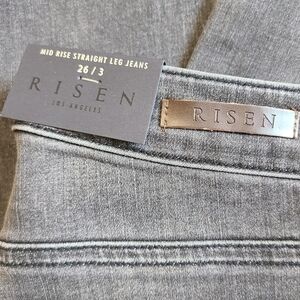 MID RISE STRAIGHT LEG JEANS
26 / 3
RISEN
LOS ANGELES
RISEN